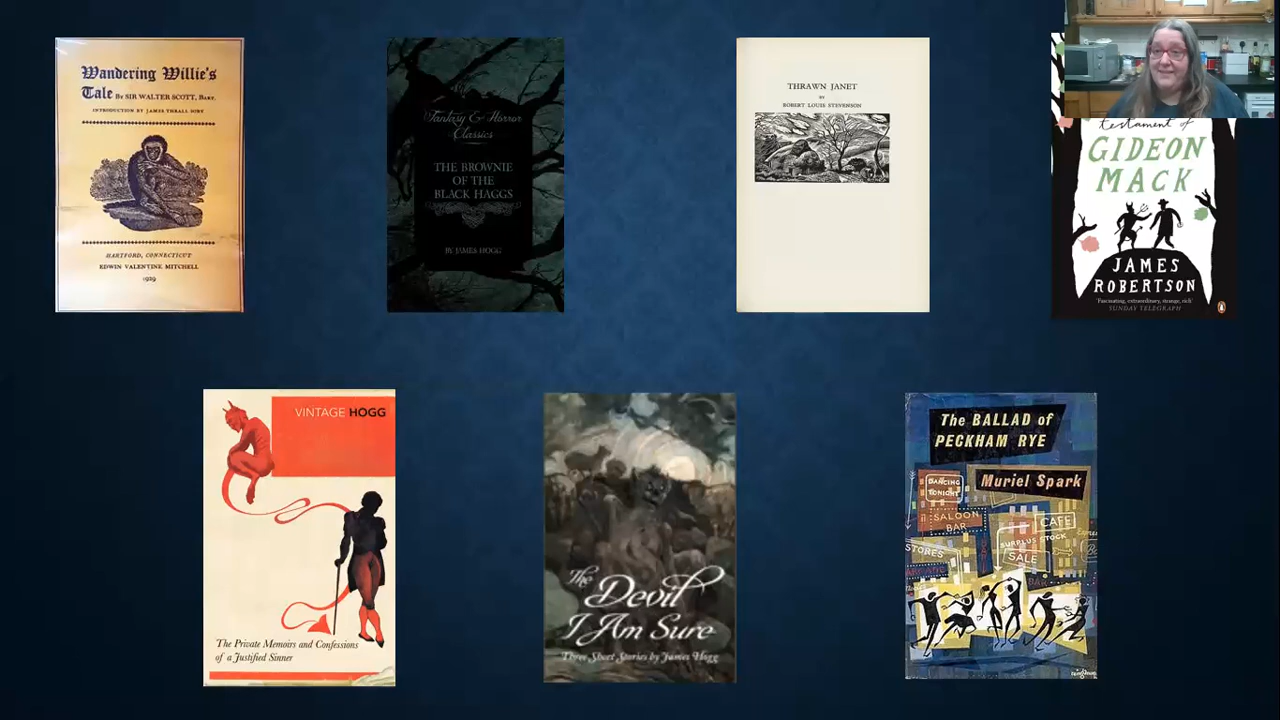 Wandering Willie's
Tale By SIR WALTER SCOTT, Bart.
INTRODUCTION BY JAMES THRALL SOBY
HARTFORD, CONNECTICUT
EDWIN VALENTINE MITCHELL
1929
Fantasy & Horror
Classics
THE BROWNIE
OF THE
BLACK HAGGS
BY JAMES HOGG
THRAWN JANET
BY
ROBERT LOUIS STEVENSON
testament of
GIDEON
MACK
JAMES
ROBERTSON
'Fascinating, extraordinary, strange, rich'
SUNDAY TELEGRAPH
VINTAGE HOGG
The Private Memoirs and Confessions
of a Justified Sinner
The
Devil
I Am Sure
Three Short Stories by James Hogg
The BALLAD of
PECKHAM RYE
Muriel Spark
DANCING
TONIGHT
SALOON
BAR
CAFE
SURPLUS STOCK
SALE
STORES
ARCADE
BAR